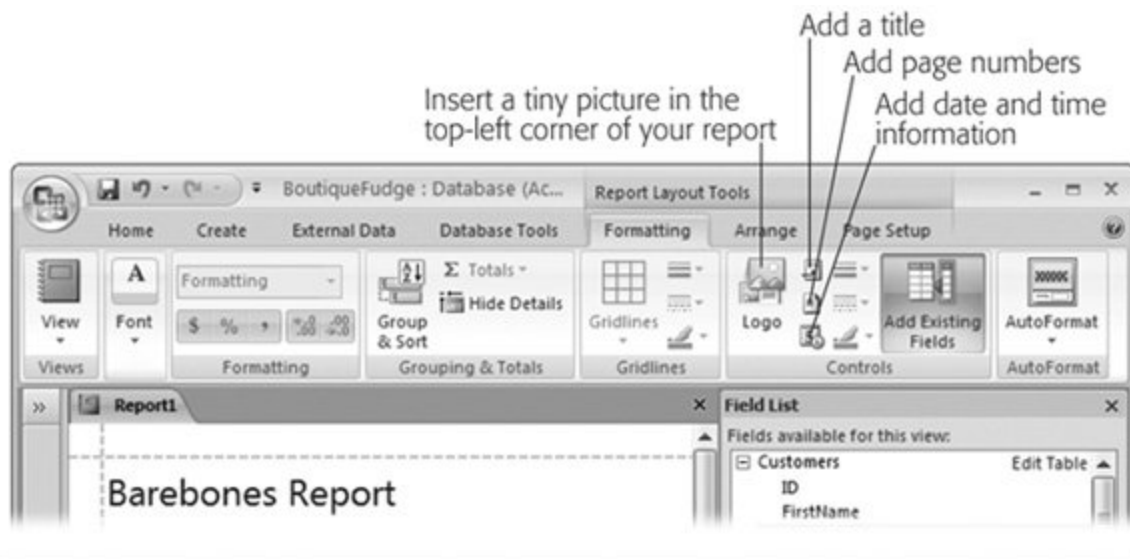 Add a title
Add page numbers
Insert a tiny picture in the
top-left corner of your report
Add date and time
information
BoutiqueFudge : Database (Ac...
Report Layout Tools
Home
Create
External Data
Database Tools
Formatting
Arrange
Page Setup
View
Font
Formatting
$ % ,
Group
& Sort
Σ Totals
Hide Details
Gridlines
Logo
Add Existing
Fields
AutoFormat
Views
Formatting
Grouping & Totals
Gridlines
Controls
AutoFormat
Report1
Field List
Fields available for this view:
Customers
Edit Table
ID
FirstName
Barebones Report